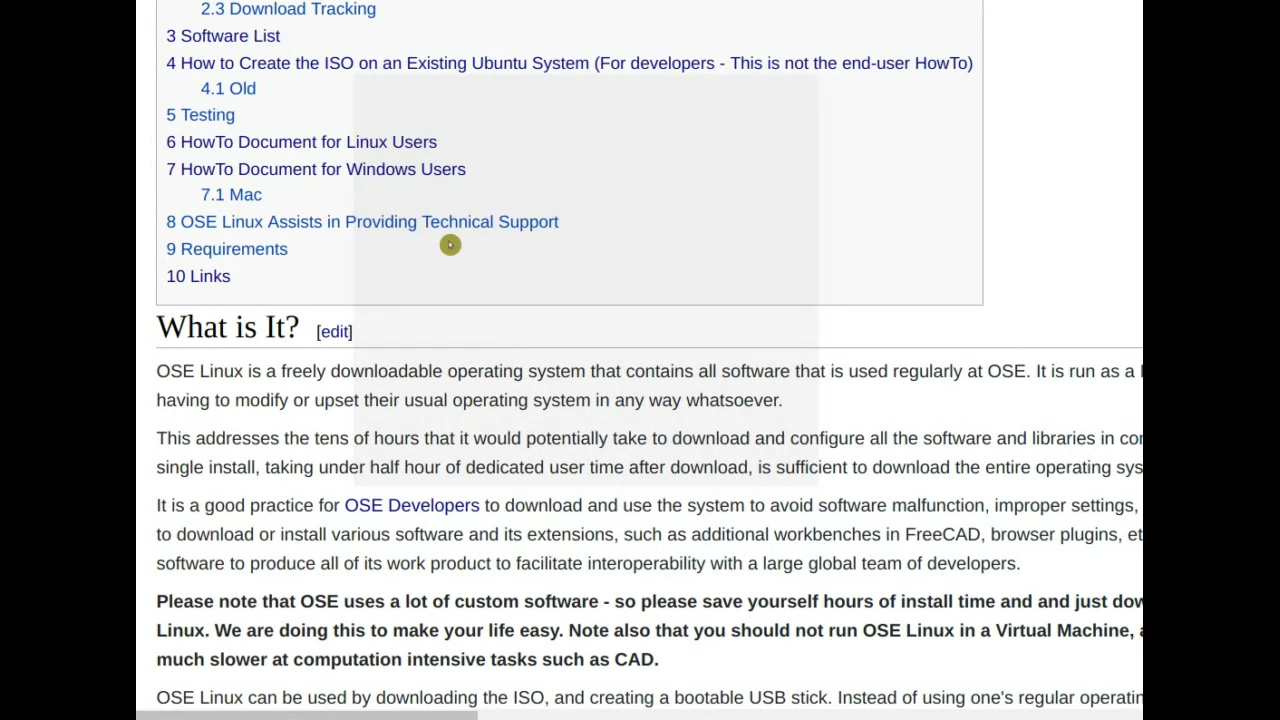 2.3 Download Tracking
3 Software List
4 How to Create the ISO on an Existing Ubuntu System (For developers - This is not the end-user HowTo)
4.1 Old
5 Testing
6 HowTo Document for Linux Users
7 HowTo Document for Windows Users
7.1 Mac
8 OSE Linux Assists in Providing Technical Support
9 Requirements
10 Links
What is It? [edit]
OSE Linux is a freely downloadable operating system that contains all software that is used regularly at OSE. It is run as a
having to modify or upset their usual operating system in any way whatsoever.
This addresses the tens of hours that it would potentially take to download and configure all the software and libraries in
single install, taking under half hour of dedicated user time after download, is sufficient to download the entire operating
It is a good practice for OSE Developers to download and use the system to avoid software malfunction, improper settings,
to download or install various software and its extensions, such as additional workbenches in FreeCAD, browser plugins,
software to produce all of its work product to facilitate interoperability with a large global team of developers.
Please note that OSE uses a lot of custom software - so please save yourself hours of install time and and just
Linux. We are doing this to make your life easy. Note also that you should not run OSE Linux in a Virtual Machine,
much slower at computation intensive tasks such as CAD.
OSE Linux can be used by downloading the ISO, and creating a bootable USB stick. Instead of using one's regular